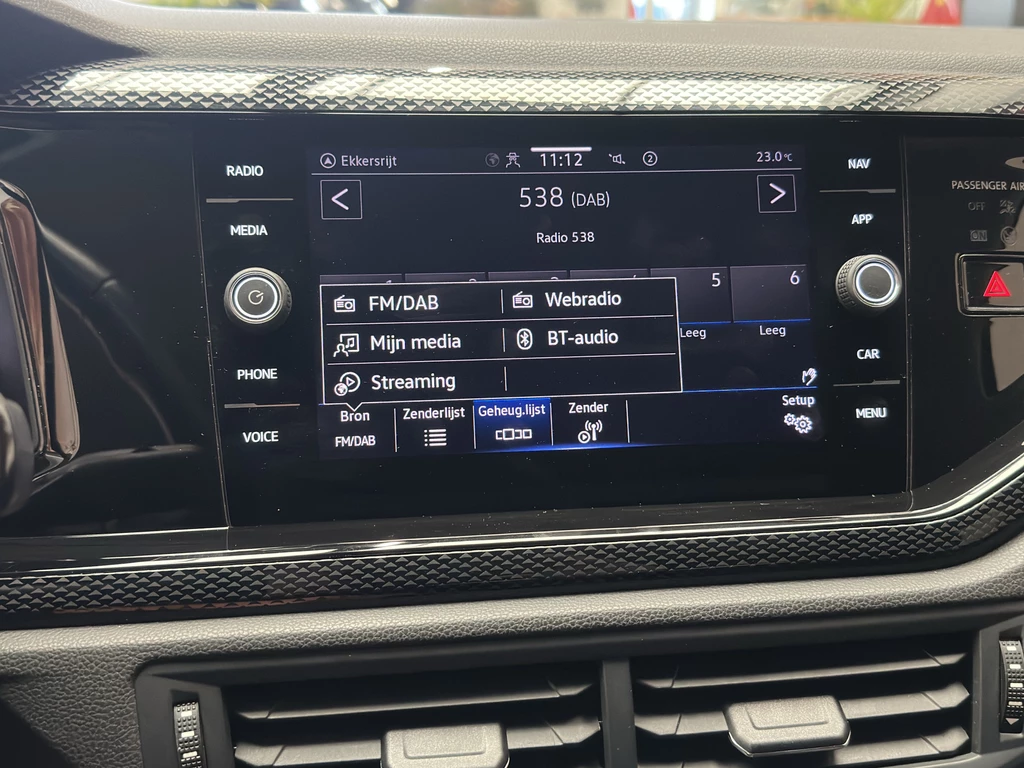 RADIO
MEDIA
PHONE
VOICE
Ekkersrijt
11:12
2
23.0°C
<
538 (DAB)
>
Radio 538
5
6
Leeg
Leeg
FM/DAB
Webradio
Mijn media
BT-audio
Streaming
Bron
FM/DAB
Zenderlijst
Geheug.lijst
Zender
Setup
NAV
APP
CAR
MENU
PASSENGER AIR
OFF
ON